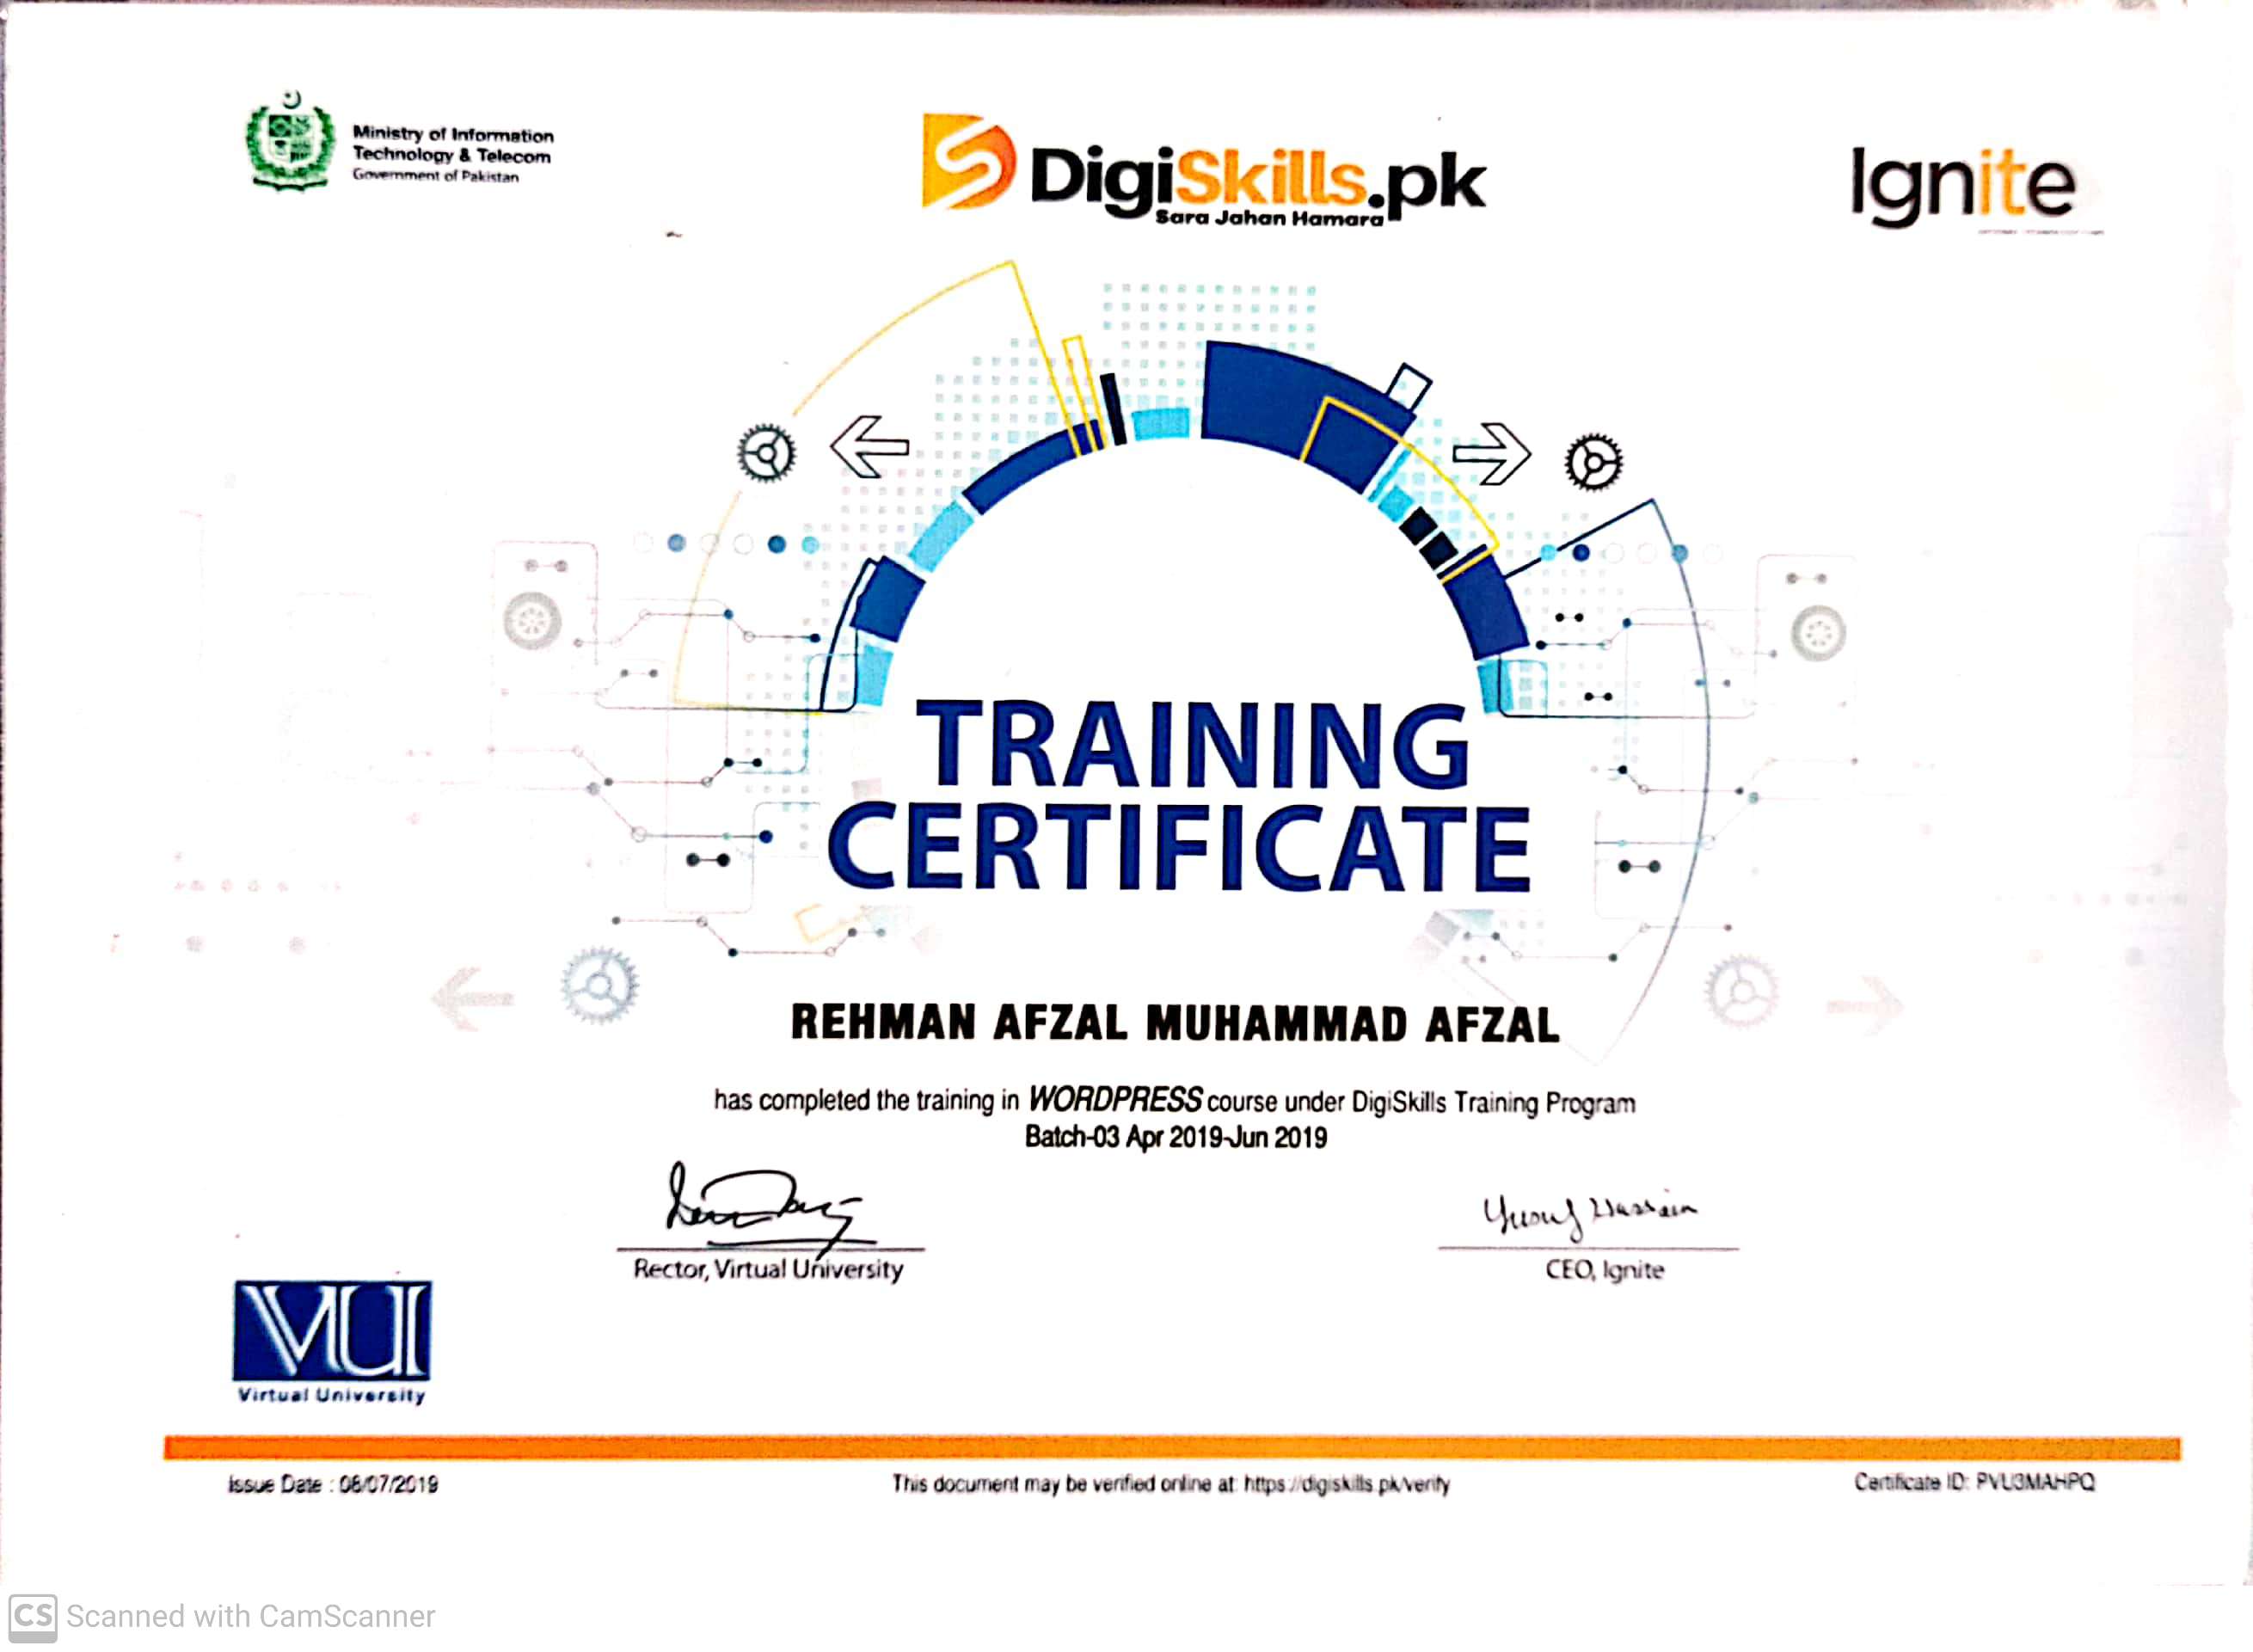 Ministry of Information
Technology & Telecom
Government of Pakistan
DigiSkills.pk
Sara Jahan Hamara
Ignite
TRAINING
CERTIFICATE
REHMAN AFZAL MUHAMMAD AFZAL
has completed the training in WORDPRESS course under DigiSkills Training Program
Batch-03 Apr 2019-Jun 2019
Yusuf Hussain
Rector, Virtual University
CEO, Ignite
VU
Virtual University
Issue Date : 08/07/2019
This document may be verified online at: https://digiskills.pk/verify
Certificate ID: PVU3MAHPQ
CS Scanned with CamScanner